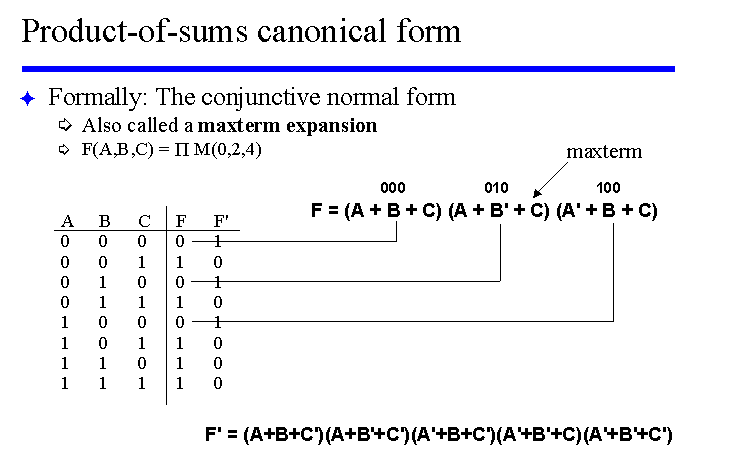 Product-of-sums canonical form
Formally: The conjunctive normal form
Also called a maxterm expansion
F(A,B,C) = Π M(0,2,4)
maxterm
000 010 100
F = (A + B + C) (A + B' + C) (A' + B + C)
A B C F F'
0 0 0 0 1
0 0 1 1 0
0 1 0 0 1
0 1 1 1 0
1 0 0 0 1
1 0 1 1 0
1 1 0 1 0
1 1 1 1 0
F' = (A+B+C')(A+B'+C')(A'+B+C')(A'+B'+C)(A'+B'+C')